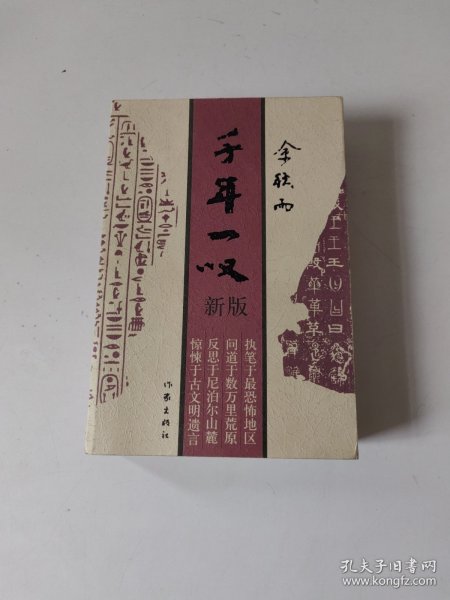 千年一叹
余秋雨
新版
执笔于最恐怖地区
问道于数万里荒原
反思于尼泊尔山麓
惊悚于古文明遗言
作家出版社
孔夫子旧书网
www.kongfz.com